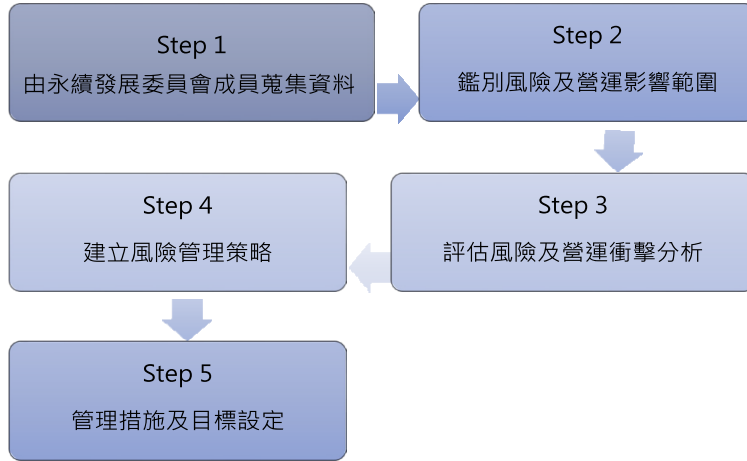 Step 1
由永續發展委員會成員蒐集資料
Step 2
鑑別風險及營運影響範圍
Step 3
評估風險及營運衝擊分析
Step 4
建立風險管理策略
Step 5
管理措施及目標設定